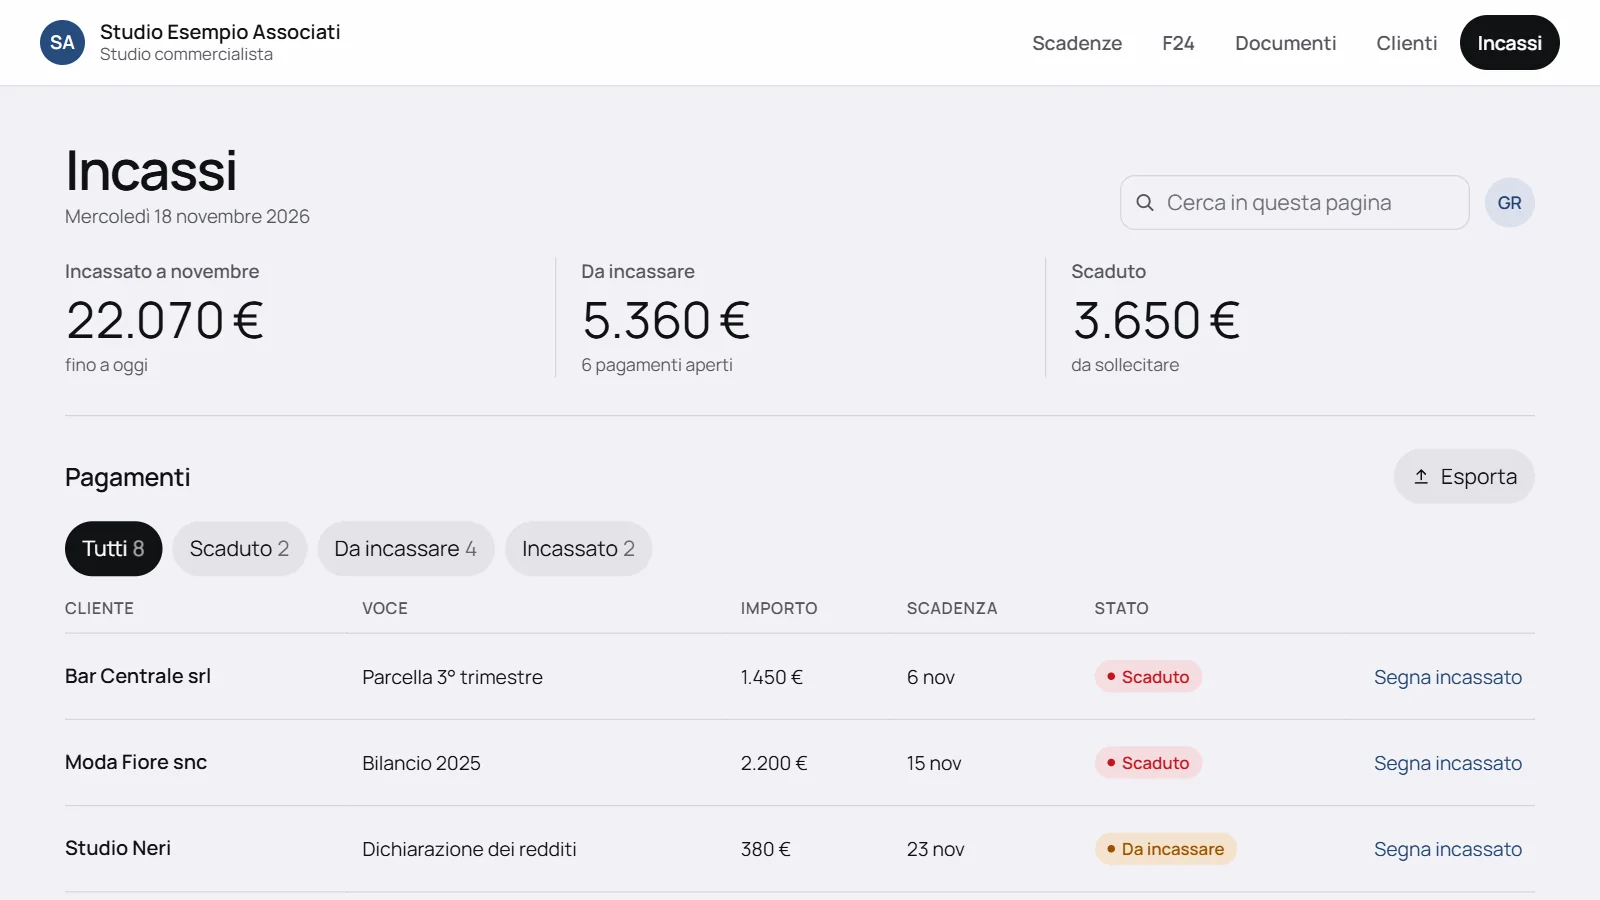 SA
Studio Esempio Associati
Studio commercialista
Scadenze F24 Documenti Clienti Incassi
Incassi
Mercoledì 18 novembre 2026
Cerca in questa pagina
GR
Incassato a novembre
22.070 €
fino a oggi
Da incassare
5.360 €
6 pagamenti aperti
Scaduto
3.650 €
da sollecitare
Pagamenti
Esporta
Tutti 8 Scaduto 2 Da incassare 4 Incassato 2
CLIENTE VOCE IMPORTO SCADENZA STATO
Bar Centrale srl Parcella 3° trimestre 1.450 € 6 nov Scaduto Segna incassato
Moda Fiore snc Bilancio 2025 2.200 € 15 nov Scaduto Segna incassato
Studio Neri Dichiarazione dei redditi 380 € 23 nov Da incassare Segna incassato